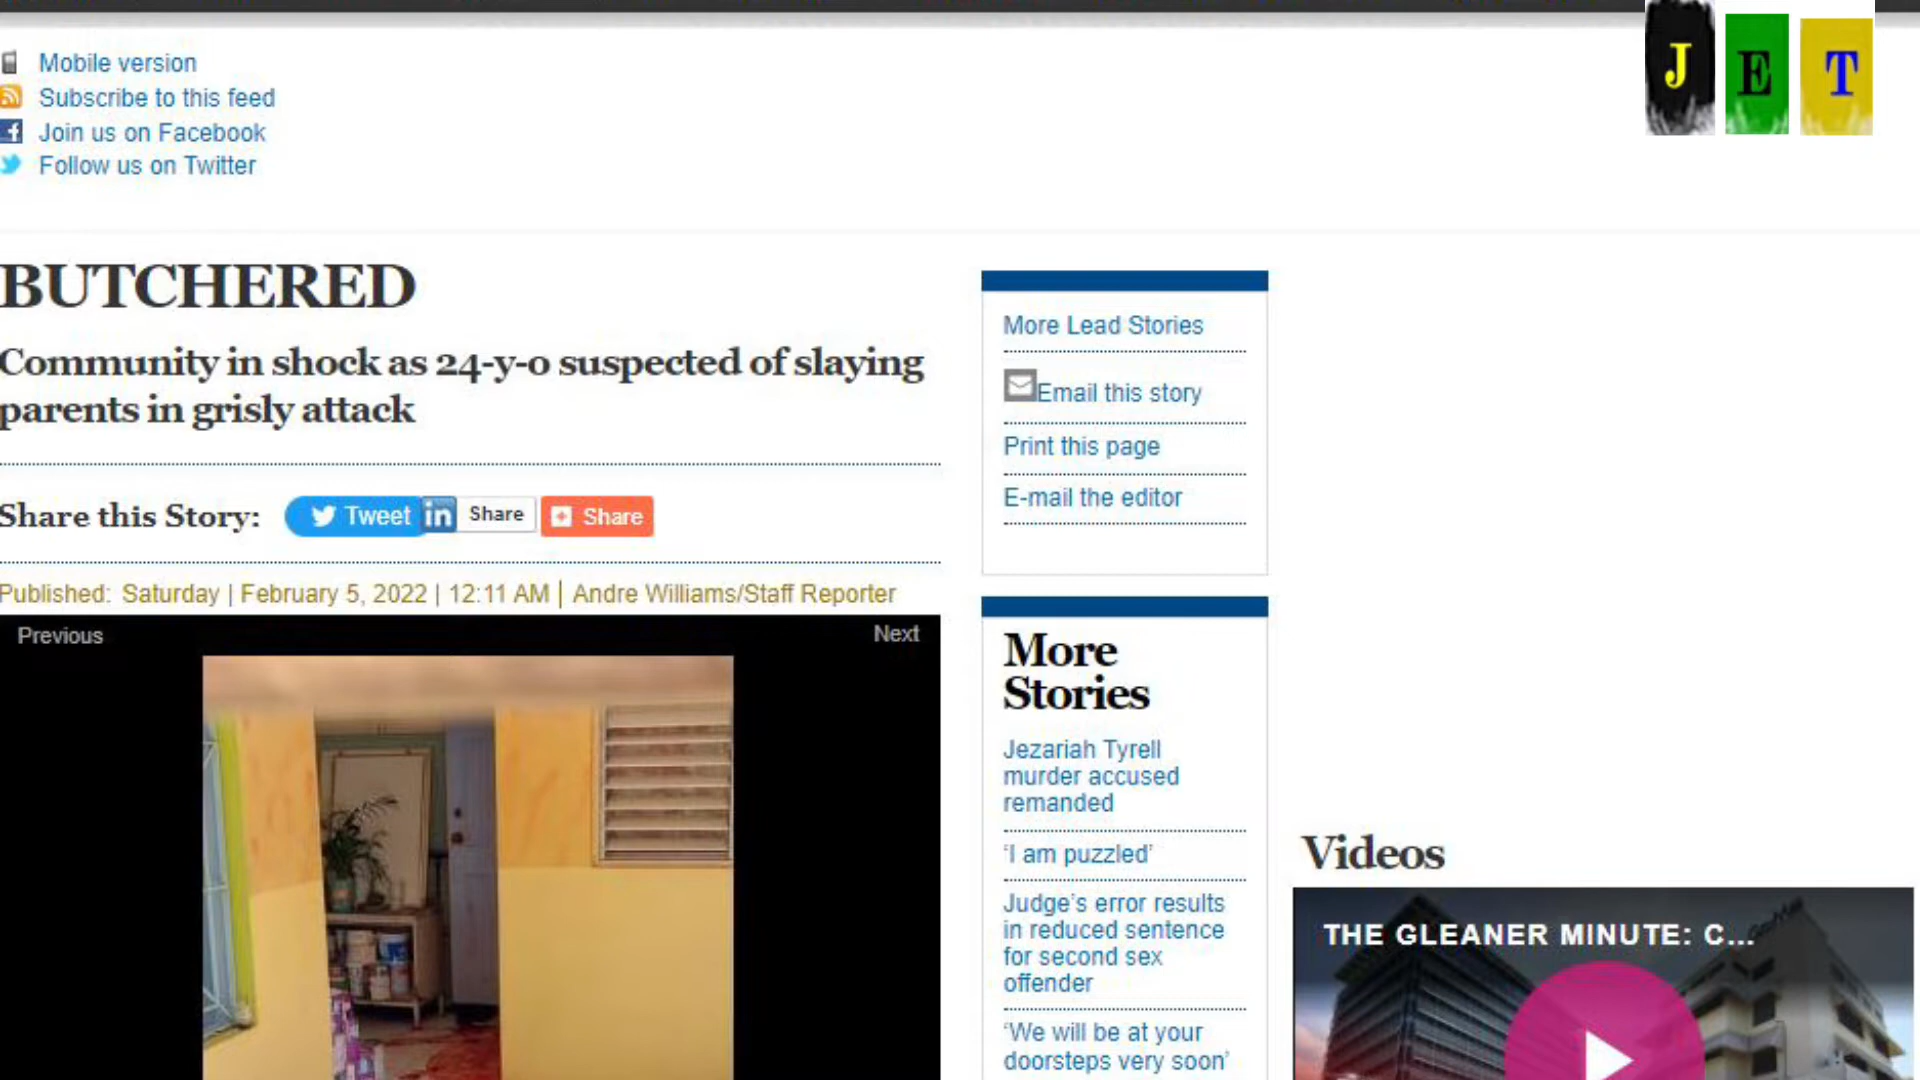 J E T
Mobile version
Subscribe to this feed
Join us on Facebook
Follow us on Twitter
BUTCHERED
Community in shock as 24-y-o suspected of slaying
parents in grisly attack
Share this Story:
Tweet
in Share
Share
Published: Saturday | February 5, 2022 | 12:11 AM | Andre Williams/Staff Reporter
Previous
Next
More Lead Stories
Email this story
Print this page
E-mail the editor
More
Stories
Jezariah Tyrell
murder accused
remanded
‘I am puzzled’
Judge’s error results
in reduced sentence
for second sex
offender
‘We will be at your
doorsteps very soon’
Videos
THE GLEANER MINUTE: C...